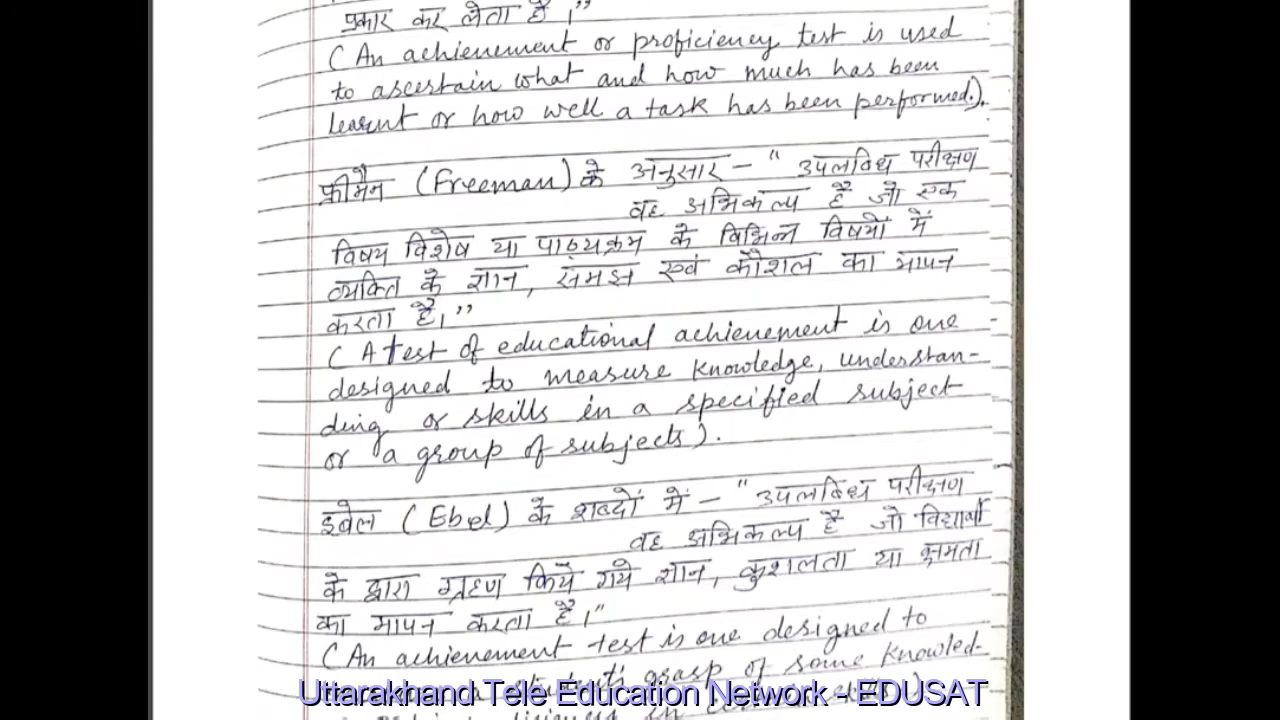 प्रकार कर लेता है।”
(An achievement or proficiency test is used
to ascertain what and how much has been
learnt or how well a task has been performed.).
फ्रीमैन (Freeman) के अनुसार – “उपलब्धि परीक्षण
वह अभिकल्प है जो एक
विषय विशेष या पाठ्यक्रम के विभिन्न विषयों में
व्यक्ति के ज्ञान, समझ एवं कौशल का मापन
करता है।”
(A test of educational achievement is one
designed to measure knowledge, understan-
ding or skills in a specified subject
or a group of subjects).
इबेल (Ebel) के शब्दों में – “उपलब्धि परीक्षण
वह अभिकल्प है जो विद्यार्थी
के द्वारा ग्रहण किये गये ज्ञान, कुशलता या क्षमता
का मापन करता है।”
(An achievement test is one designed to
grasp of some knowled-
Uttarakhand Tele Education Network - EDUSAT